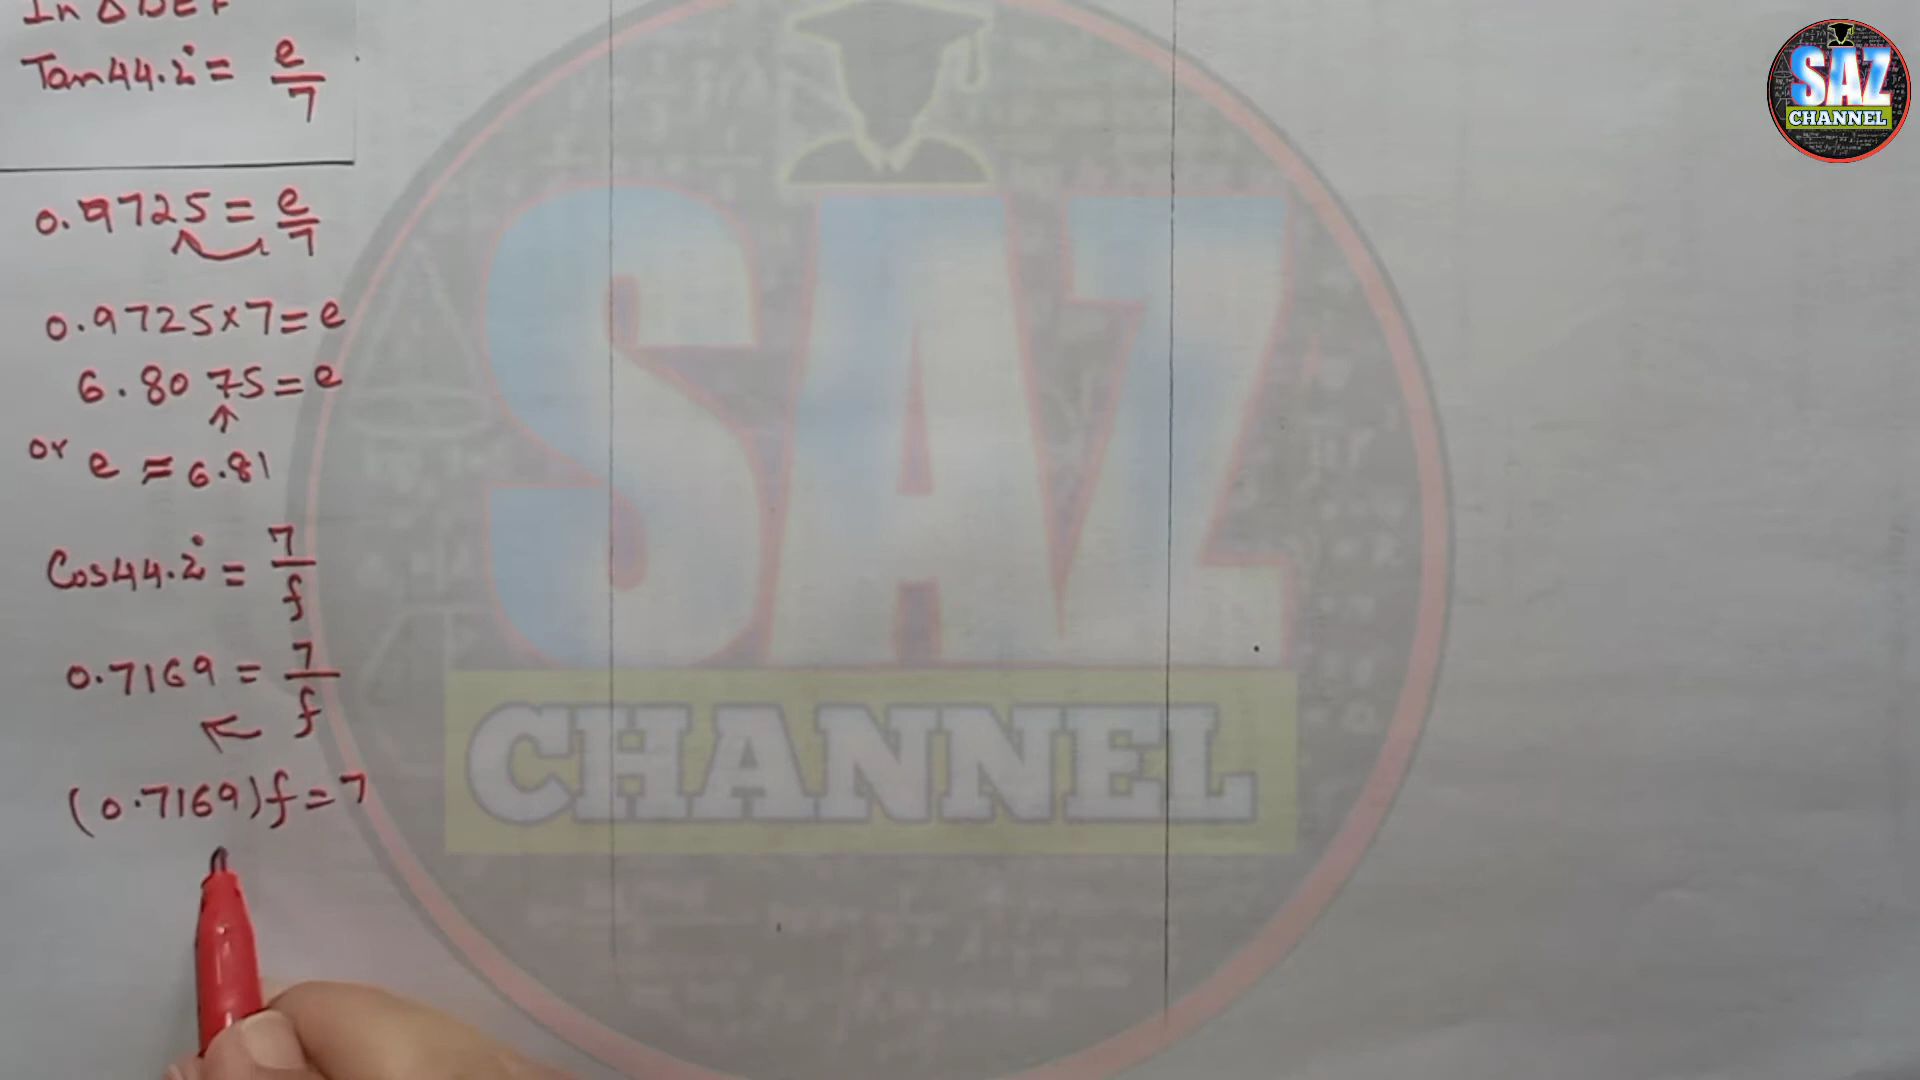 In △DEF
Tan44.2° = e/7
0.9725 = e/7
0.9725×7=e
6.8075=e
or e ≈ 6.81
Cos44.2° = 7/f
0.7169 = 7/f
(0.7169)f=7
SAZ
CHANNEL
SAZ
CHANNEL